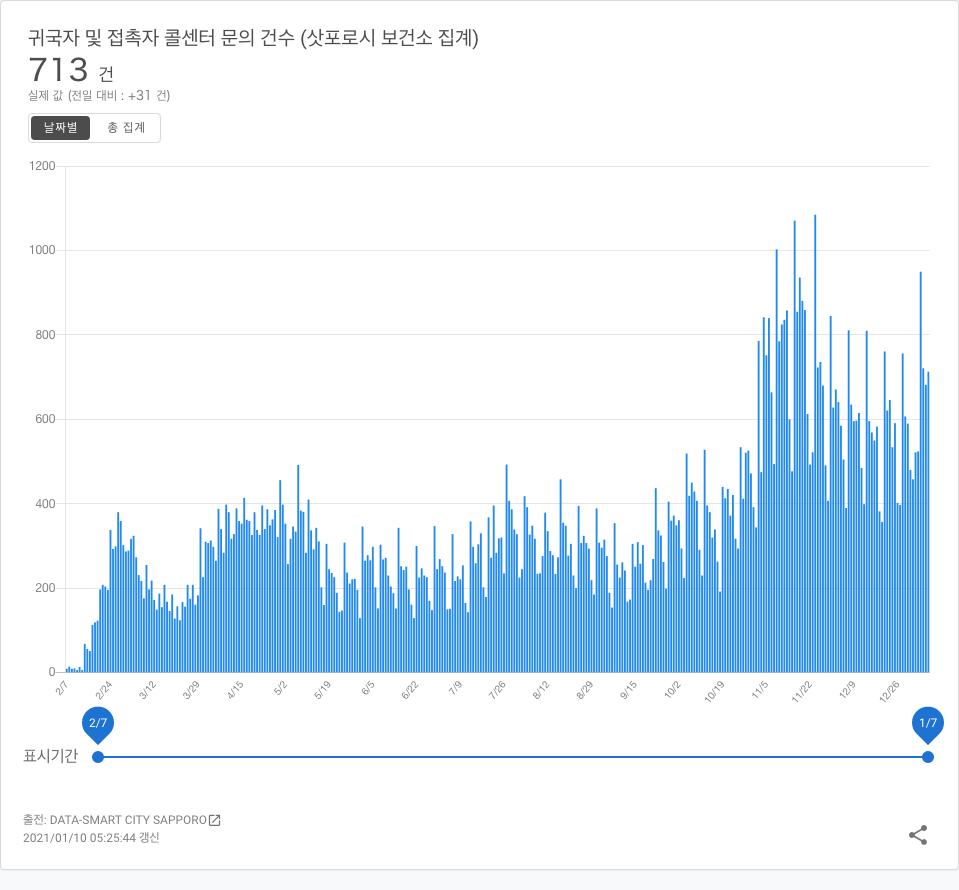 귀국자 및 접촉자 콜센터 문의 건수 (삿포로시 보건소 집계)
713 건
실제 값 (전일 대비 : +31 건)
날짜별 총 집계
1200
1000
800
600
400
200
0
2/7 2/24 3/12 3/29 4/15 5/2 5/19 6/5 6/22 7/9 7/26 8/12 8/29 9/15 10/2 10/19 11/5 11/22 12/9 12/26
2/7 1/7
표시기간
출전: DATA-SMART CITY SAPPORO
2021/01/10 05:25:44 갱신